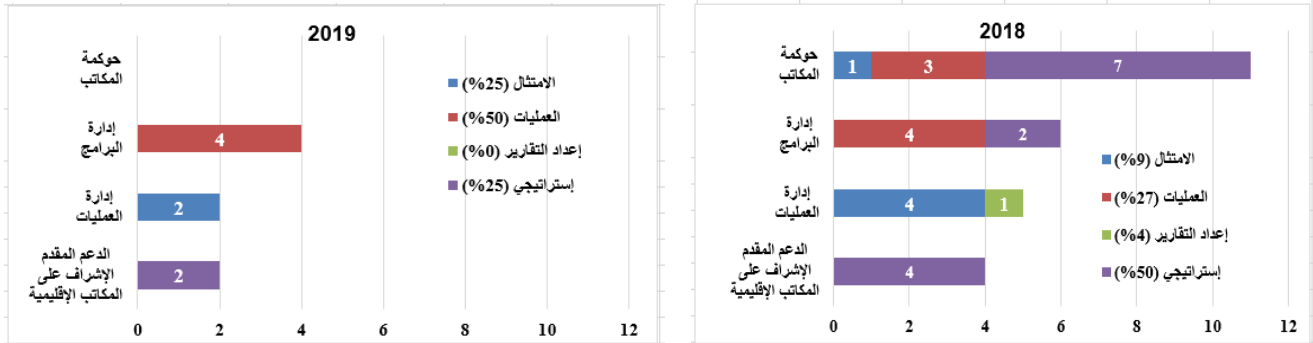 2018
حوكمة
المكاتب
1
3
7
إدارة
البرامج
4
2
إدارة
العمليات
4
1
الدعم المقدم
الإشراف على
المكاتب الإقليمية
4
الامتثال (9%)
العمليات (27%)
إعداد التقارير (4%)
إستراتيجي (50%)
0 2 4 6 8 10 12
2019
حوكمة
المكاتب
إدارة
البرامج
4
إدارة
العمليات
2
الدعم المقدم
الإشراف على
المكاتب الإقليمية
2
الامتثال (25%)
العمليات (50%)
إعداد التقارير (0%)
إستراتيجي (25%)
0 2 4 6 8 10 12